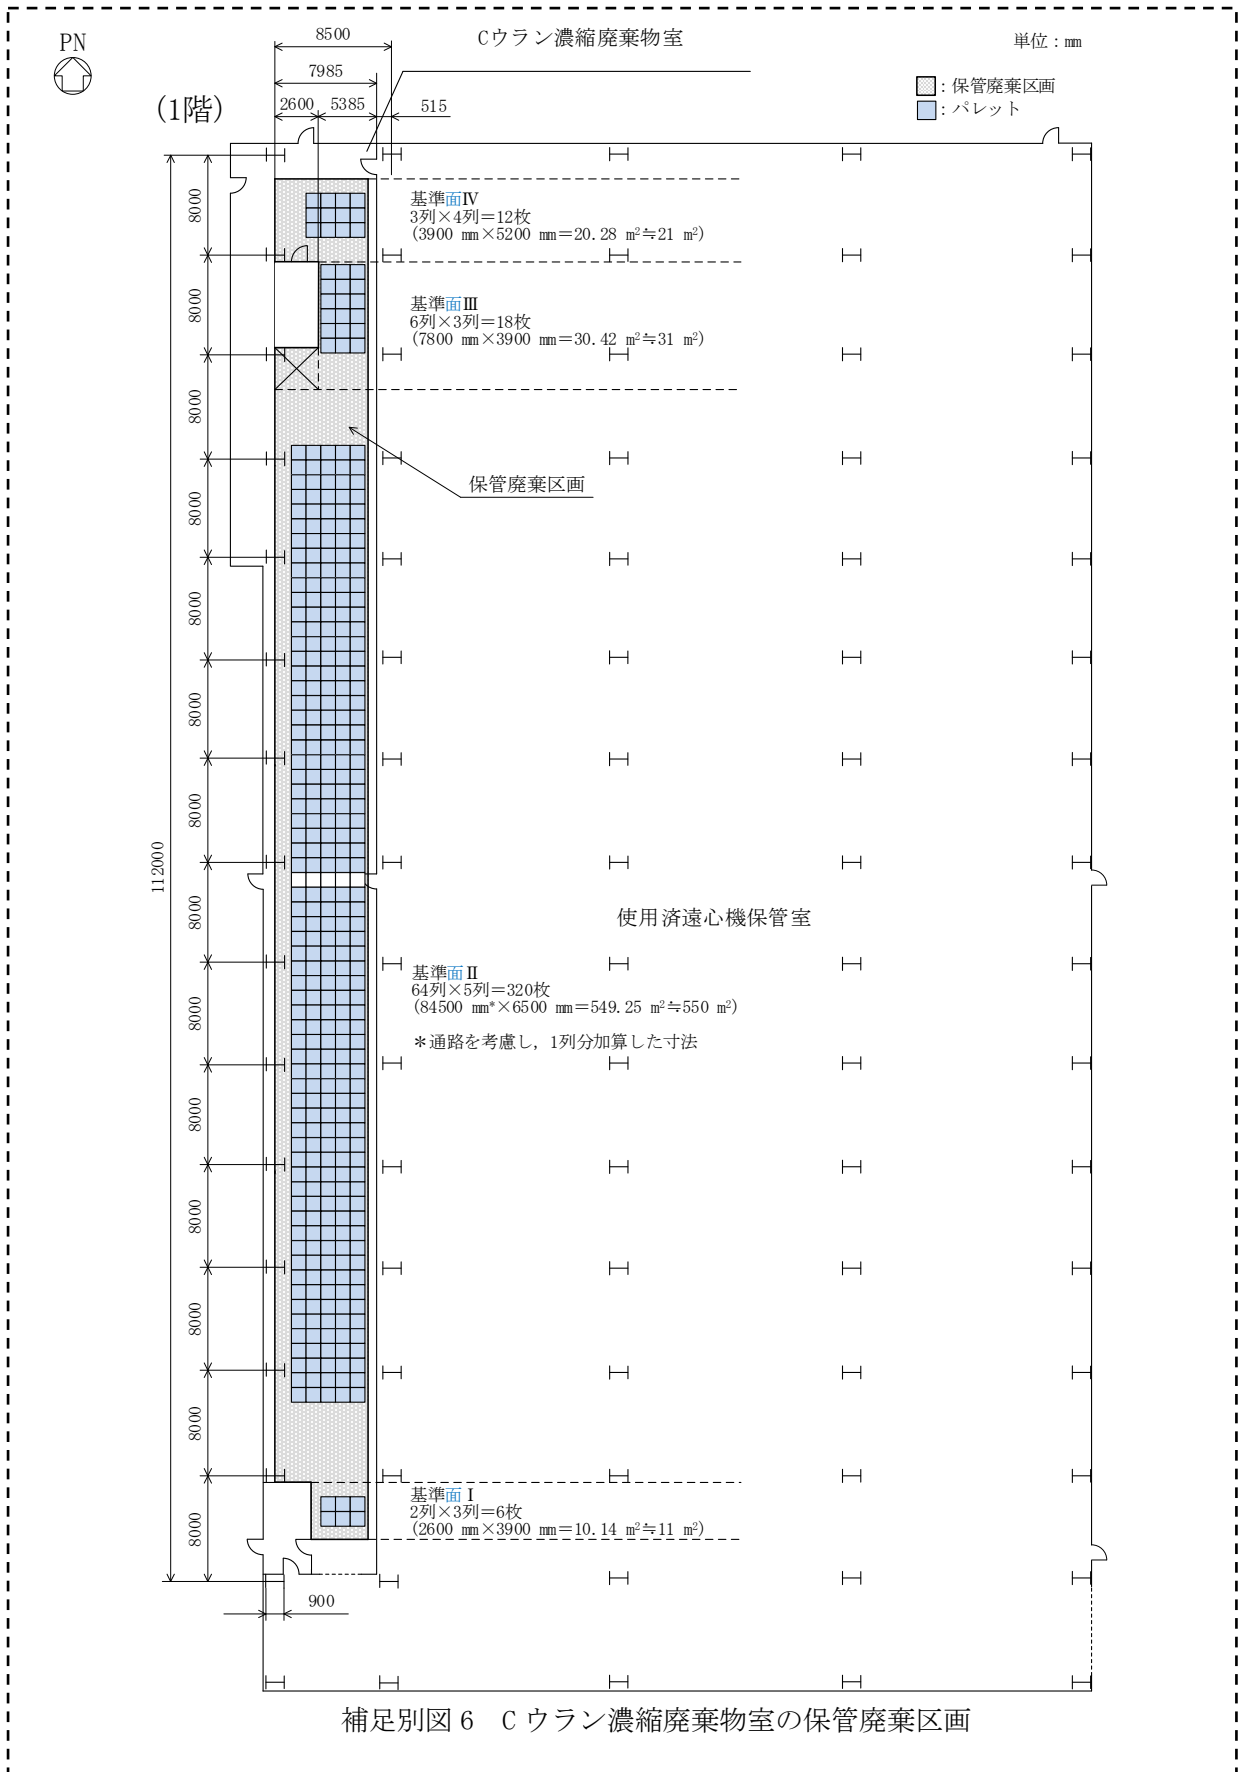 PN
8500
Cウラン濃縮廃棄物室
単位：㎜
7985
：保管廃棄区画
(1階)
2600
5385
515
：パレット
8000
基準面Ⅳ
3列×4列＝12枚
(3900 mm×5200 mm＝20.28 m²≒21 m²)
8000
基準面Ⅲ
6列×3列＝18枚
(7800 mm×3900 mm＝30.42 m²≒31 m²)
8000
保管廃棄区画
8000
8000
8000
8000
112000
8000
使用済遠心機保管室
8000
基準面Ⅱ
64列×5列＝320枚
(84500 mm*×6500 mm＝549.25 m²≒550 m²)
＊通路を考慮し，1列分加算した寸法
8000
8000
8000
8000
8000
基準面Ⅰ
2列×3列＝6枚
(2600 mm×3900 mm＝10.14 m²≒11 m²)
900
補足別図６　Ｃウラン濃縮廃棄物室の保管廃棄区画